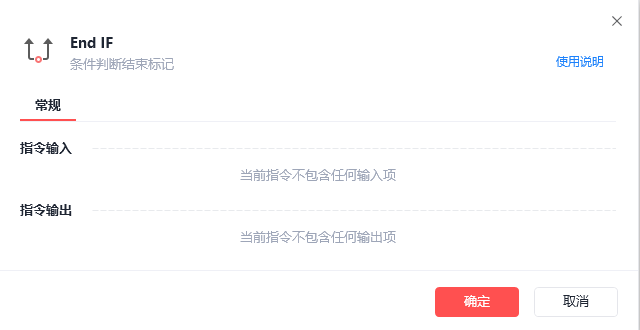 End IF
条件判断结束标记
使用说明
常规
指令输入
当前指令不包含任何输入项
指令输出
当前指令不包含任何输出项
确定
取消